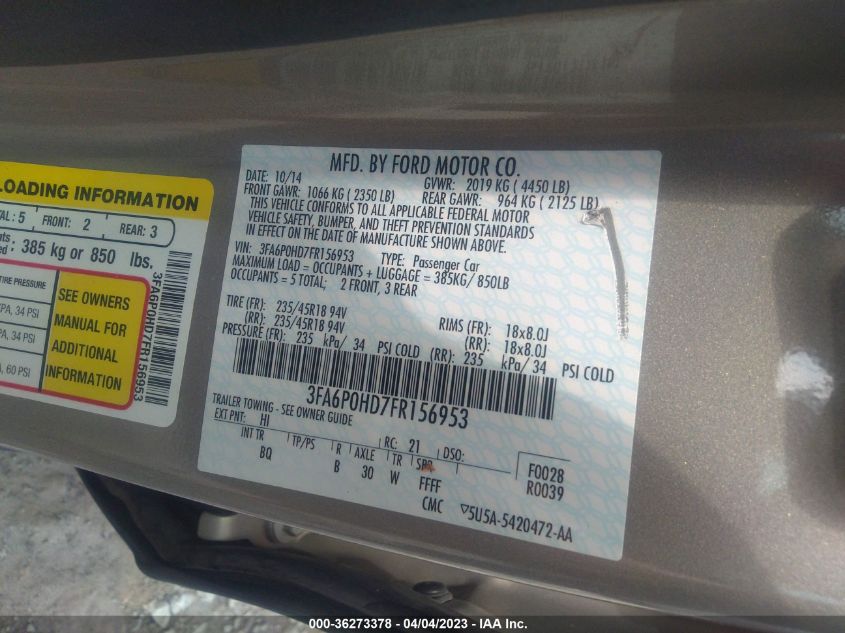 LOADING INFORMATION
TAL : 5 FRONT: 2 REAR: 3
385 kg or 850 lbs.
TIRE PRESSURE
PA, 34 PSI
PA, 34 PSI
A, 60 PSI
SEE OWNERS
MANUAL FOR
ADDITIONAL
INFORMATION
3FA6P0HD7FR156953
MFD. BY FORD MOTOR CO.
DATE: 10/14 GVWR: 2019 KG ( 4450 LB)
FRONT GAWR: 1066 KG ( 2350 LB) REAR GAWR: 964 KG ( 2125 LB)
THIS VEHICLE CONFORMS TO ALL APPLICABLE FEDERAL MOTOR
VEHICLE SAFETY, BUMPER, AND THEFT PREVENTION STANDARDS
IN EFFECT ON THE DATE OF MANUFACTURE SHOWN ABOVE.
VIN: 3FA6P0HD7FR156953 TYPE: Passenger Car
MAXIMUM LOAD = OCCUPANTS + LUGGAGE = 385KG/ 850LB
OCCUPANTS = 5 TOTAL: 2 FRONT, 3 REAR
TIRE (FR): 235/45R18 94V RIMS (FR): 18x8.0J
(RR): 235/45R18 94V (RR): 18x8.0J
PRESSURE (FR): 235 kPa/ 34 PSI COLD (RR): 235 kPa/ 34 PSI COLD
3FA6P0HD7FR156953
TRAILER TOWING - SEE OWNER GUIDE
EXT PNT: HI RC: 21 DSO:
INT TR TP/PS R AXLE TR SPR
BQ B 30 W FFFF
F0028
R0039
CMC ▽5U5A-5420472-AA
000-36273378 - 04/04/2023 - IAA Inc.